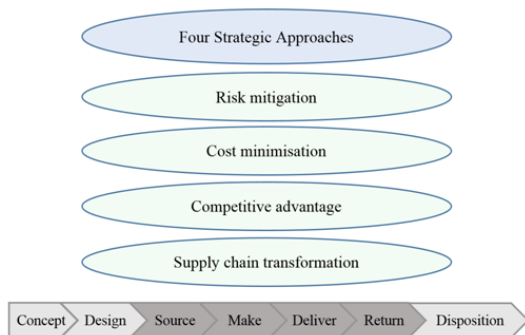 Four Strategic Approaches
Risk mitigation
Cost minimisation
Competitive advantage
Supply chain transformation
Concept Design Source Make Deliver Return Disposition